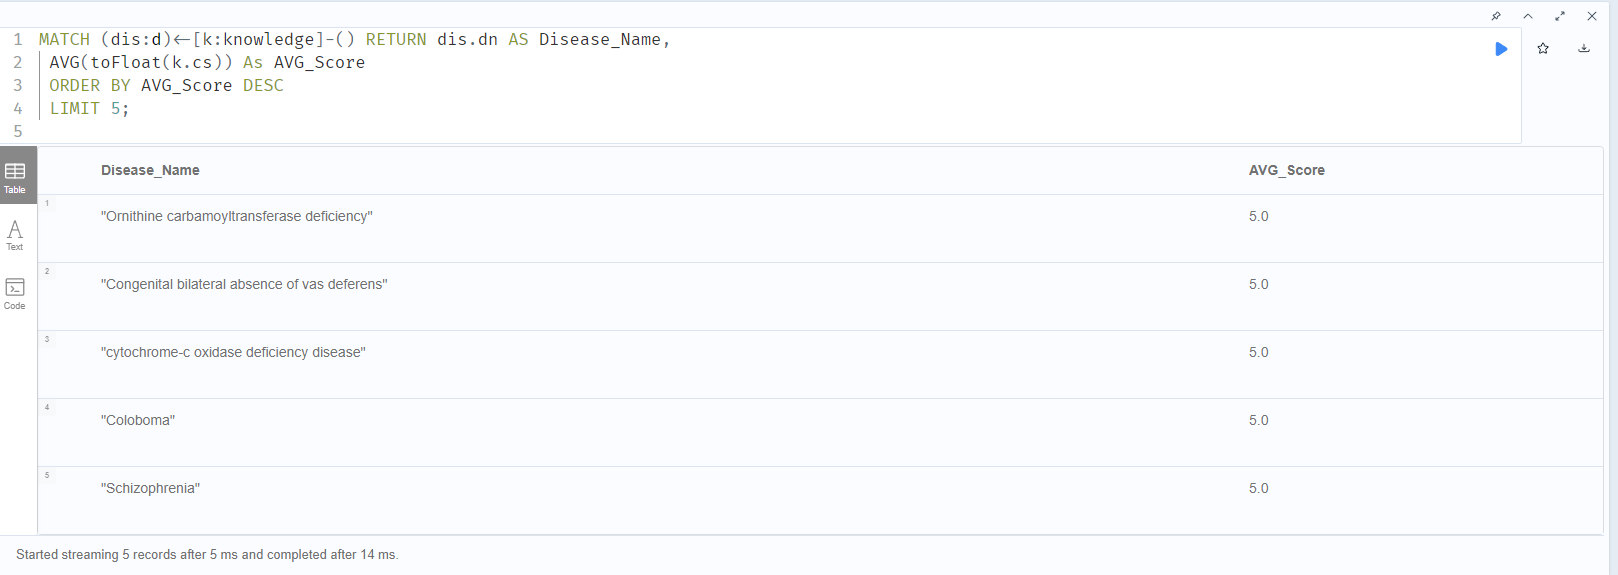 1 MATCH (dis:d)<-[k:knowledge]-() RETURN dis.dn AS Disease_Name,
2 AVG(toFloat(k.cs)) As AVG_Score
3 ORDER BY AVG_Score DESC
4 LIMIT 5;
5
Table
Text
Code
Disease_Name AVG_Score
1 "Ornithine carbamoyltransferase deficiency" 5.0
2 "Congenital bilateral absence of vas deferens" 5.0
3 "cytochrome-c oxidase deficiency disease" 5.0
4 "Coloboma" 5.0
5 "Schizophrenia" 5.0
Started streaming 5 records after 5 ms and completed after 14 ms.